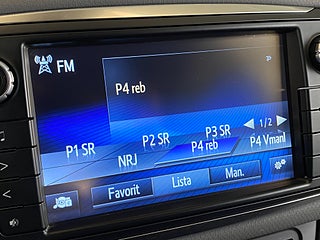 FM
P4 reb
1/2
P1 SR P2 SR P3 SR
NRJ P4 reb P4 Vmanl
Favorit Lista Man.